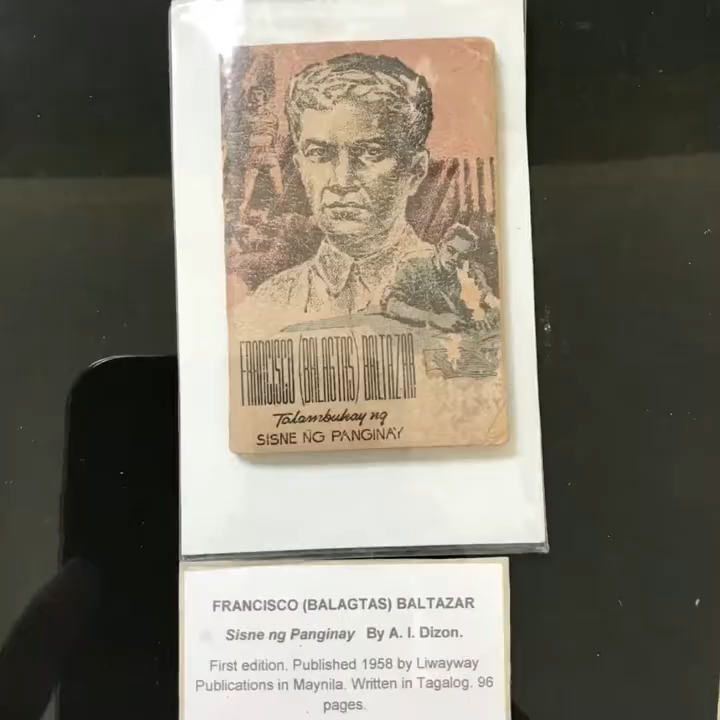 FRANCISCO (BALAGTAS) BALTAZAR
Talambuhay ng
SISNE NG PANGINAY
FRANCISCO (BALAGTAS) BALTAZAR
Sisne ng Panginay By A. I. Dizon.
First edition. Published 1958 by Liwayway
Publications in Maynila. Written in Tagalog. 96
pages.